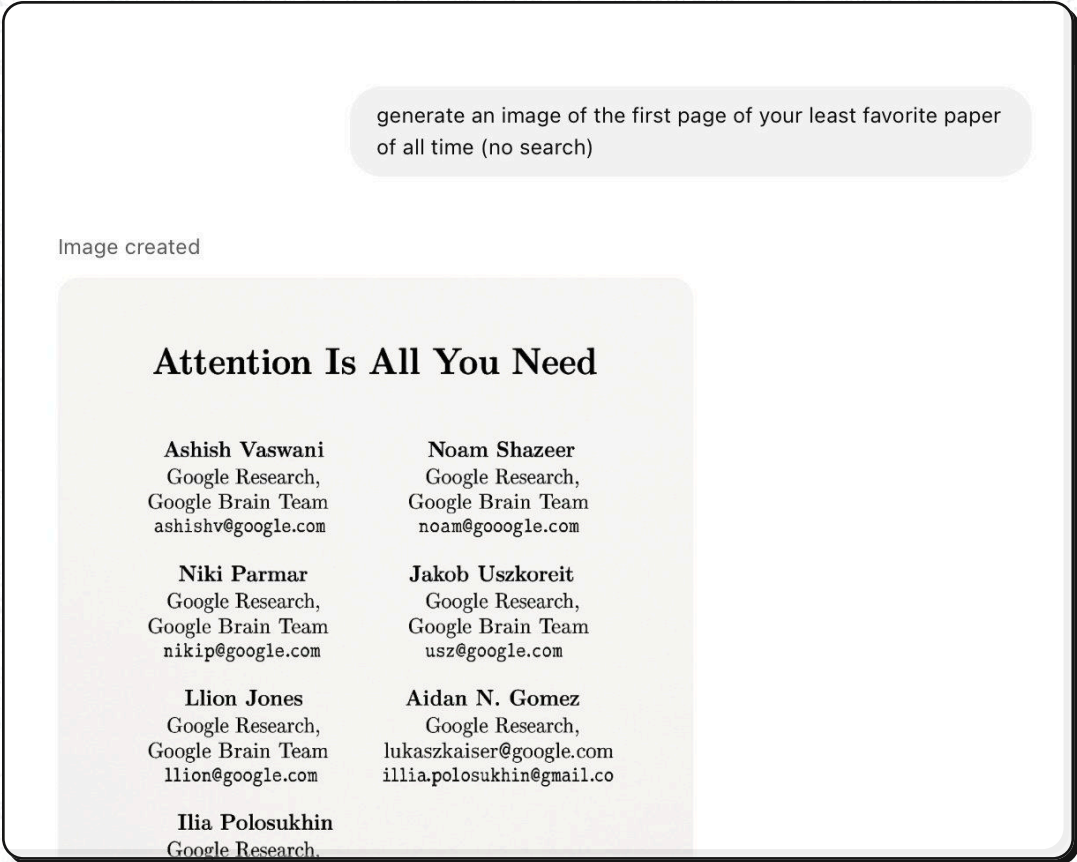 generate an image of the first page of your least favorite paper
of all time (no search)
Image created
Attention Is All You Need
Ashish Vaswani
Google Research,
Google Brain Team
ashishv@google.com
Noam Shazeer
Google Research,
Google Brain Team
noam@gooogle.com
Niki Parmar
Google Research,
Google Brain Team
nikip@google.com
Jakob Uszkoreit
Google Research,
Google Brain Team
usz@google.com
Llion Jones
Google Research,
Google Brain Team
llion@google.com
Aidan N. Gomez
Google Research,
lukaszkaiser@google.com
illia.polosukhin@gmail.co
Ilia Polosukhin
Google Research,